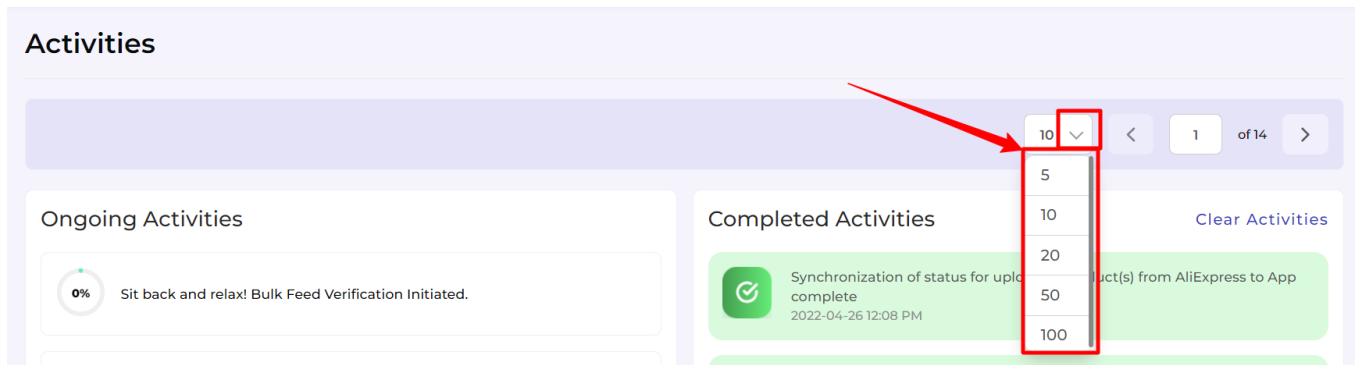 Activities
10
1
of 14
5
10
20
50
100
Ongoing Activities
0%
Sit back and relax! Bulk Feed Verification Initiated.
Completed Activities
Clear Activities
Synchronization of status for uct(s) from AliExpress to App
complete
2022-04-26 12:08 PM